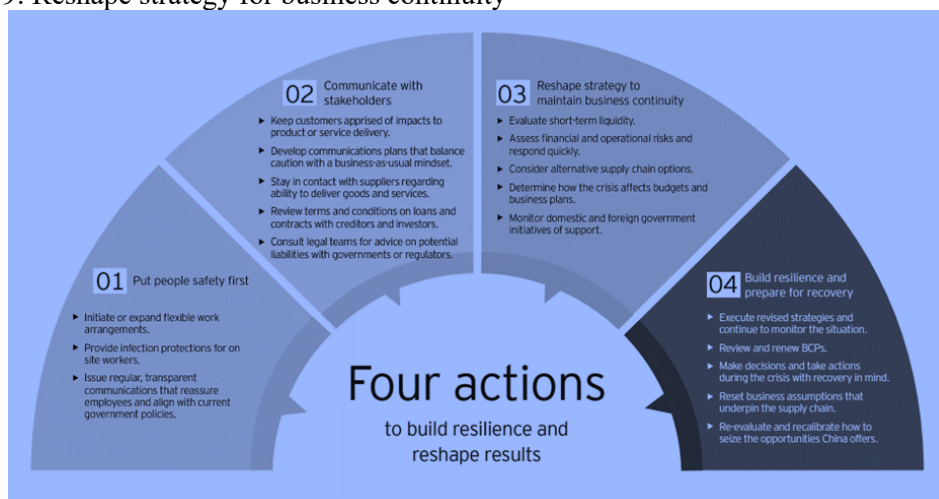 9. Reshape strategy for business continuity
01 Put people safety first
► Initiate or expand flexible work
arrangements.
► Provide infection protections for on
site workers.
► Issue regular, transparent
communications that reassure
employees and align with current
government policies.
02 Communicate with
stakeholders
► Keep customers apprised of impacts to
product or service delivery.
► Develop communications plans that balance
caution with a business-as-usual mindset.
► Stay in contact with suppliers regarding
ability to deliver goods and services.
► Review terms and conditions on loans and
contracts with creditors and investors.
► Consult legal teams for advice on potential
liabilities with governments or regulators.
03 Reshape strategy to
maintain business continuity
► Evaluate short-term liquidity.
► Assess financial and operational risks and
respond quickly.
► Consider alternative supply chain options.
► Determine how the crisis affects budgets and
business plans.
► Monitor domestic and foreign government
initiatives of support.
04 Build resilience and
prepare for recovery
► Execute revised strategies and
continue to monitor the situation.
► Review and renew BCPs.
► Make decisions and take actions
during the crisis with recovery in mind.
► Reset business assumptions that
underpin the supply chain.
► Re-evaluate and recalibrate how to
seize the opportunities China offers.
Four actions
to build resilience and
reshape results